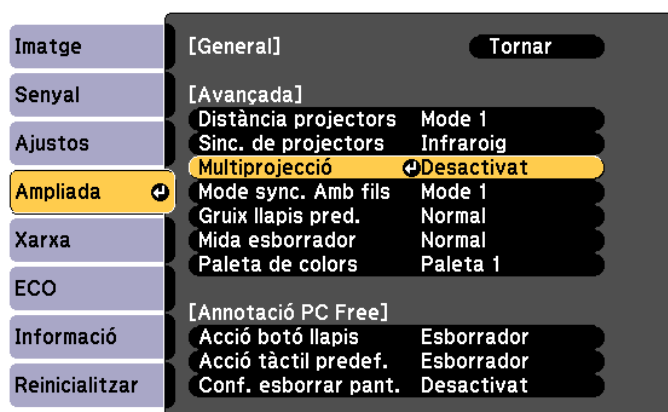 Imatge
Senyal
Ajustos
Ampliada
Xarxa
ECO
Informació
Reinicialitzar
[General] Tornar
[Avançada]
Distància projectors Mode 1
Sinc. de projectors Infraroig
Multiprojecció Desactivat
Mode sync. Amb fils Mode 1
Gruix llapis pred. Normal
Mida esborrador Normal
Paleta de colors Paleta 1
[Annotació PC Free]
Acció botó llapis Esborrador
Acció tàctil predef. Esborrador
Conf. esborrar pant. Desactivat